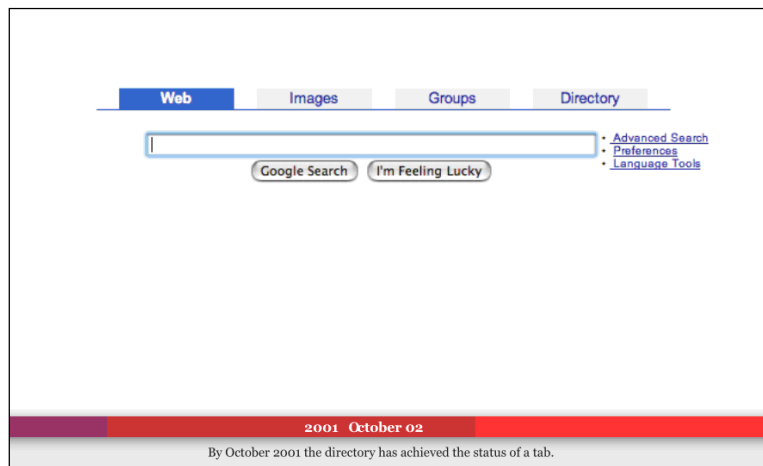 Web Images Groups Directory
• Advanced Search
• Preferences
• Language Tools
Google Search I'm Feeling Lucky
2001 October 02
By October 2001 the directory has achieved the status of a tab.